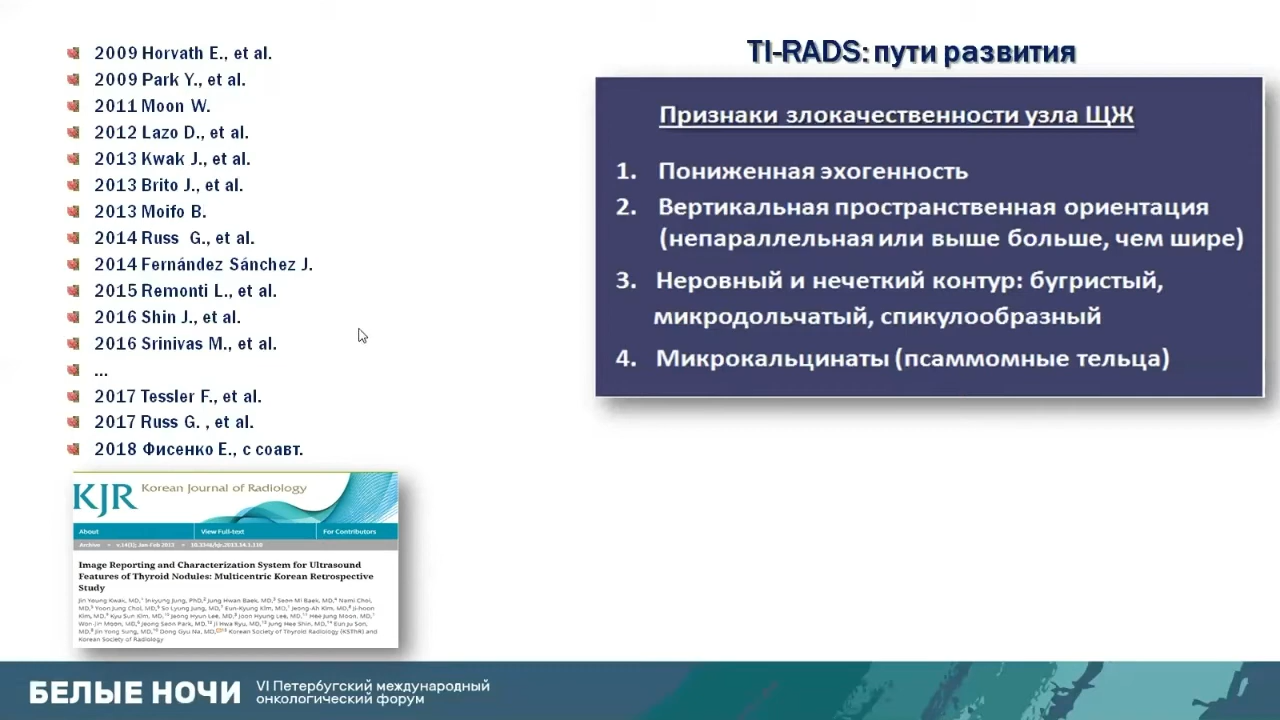 2009 Horvath E., et al.
2009 Park Y., et al.
2011 Moon W.
2012 Lazo D., et al.
2013 Kwak J., et al.
2013 Brito J., et al.
2013 Moifo B.
2014 Russ G., et al.
2014 Fernández Sánchez J.
2015 Remonti L., et al.
2016 Shin J., et al.
2016 Srinivas M., et al.
...
2017 Tessler F., et al.
2017 Russ G. , et al.
2018 Фисенко Е., с соавт.
TI-RADS: пути развития
Признаки злокачественности узла ЩЖ
1. Пониженная эхогенность
2. Вертикальная пространственная ориентация
(непараллельная или выше больше, чем шире)
3. Неровный и нечеткий контур: бугристый,
микродольчатый, спикулообразный
4. Микрокальцинаты (псаммомные тельца)
KJR Korean Journal of Radiology
About View Full-text For Contributors
Archive v.14(1); Jan-Feb 2013 10.3348/kjr.2013.14.1.110
Image Reporting and Characterization System for Ultrasound
Features of Thyroid Nodules: Multicentric Korean Retrospective
Study
Jin Young Kwak, MD, Inkyung Jung, PhD, Jung Hwan Baek, MD, Seon Mi Baek, MD, Nami Choi,
MD, Yoon Jung Choi, MD, So Lyung Jung, MD, Eun-Kyung Kim, MD, Jeong-Ah Kim, MD, Ji-hoon
Kim, MD, Kyu Sun Kim, MD, Jeong Hyun Lee, MD, Joon Hyung Lee, MD, Hee Jung Moon, MD,
Won-Jin Moon, MD, Jeong Seon Park, MD, Ji Hwa Ryu, MD, Jung Hee Shin, MD, Eun Ju Son,
MD, Jin Yong Sung, MD, Dong Gyu Na, MD, Korean Society of Thyroid Radiology (KSThR) and
Korean Society of Radiology
БЕЛЫЕ НОЧИ
VI Петербургский международный
онкологический форум